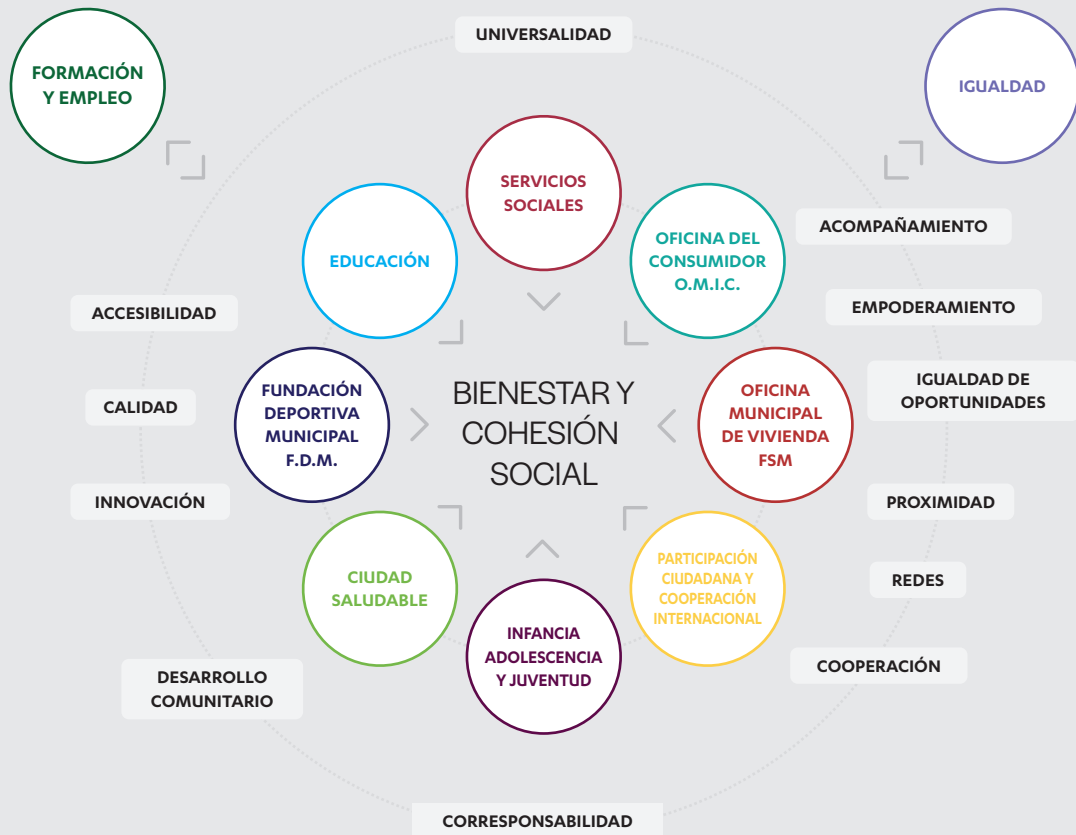 UNIVERSALIDAD
FORMACIÓN
Y EMPLEO
IGUALDAD
SERVICIOS
SOCIALES
EDUCACIÓN
OFICINA DEL
CONSUMIDOR
O.M.I.C.
ACOMPAÑAMIENTO
ACCESIBILIDAD
EMPODERAMIENTO
FUNDACIÓN
DEPORTIVA
MUNICIPAL
F.D.M.
BIENESTAR Y
COHESIÓN
SOCIAL
OFICINA
MUNICIPAL
DE VIVIENDA
FSM
IGUALDAD DE
OPORTUNIDADES
CALIDAD
INNOVACIÓN
PROXIMIDAD
CIUDAD
SALUDABLE
PARTICIPACIÓN
CIUDADANA Y
COOPERACIÓN
INTERNACIONAL
REDES
INFANCIA
ADOLESCENCIA
Y JUVENTUD
DESARROLLO
COMUNITARIO
COOPERACIÓN
CORRESPONSABILIDAD